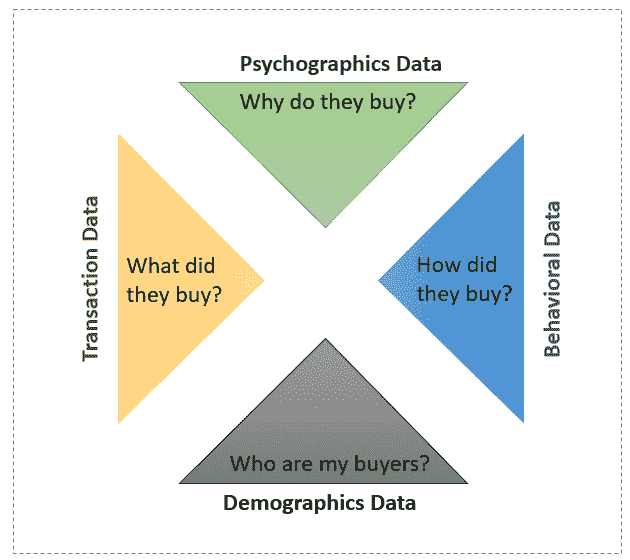 Psychographics Data
Why do they buy?
Transaction Data
What did
they buy?
How did
they buy?
Behavioral Data
Who are my buyers?
Demographics Data